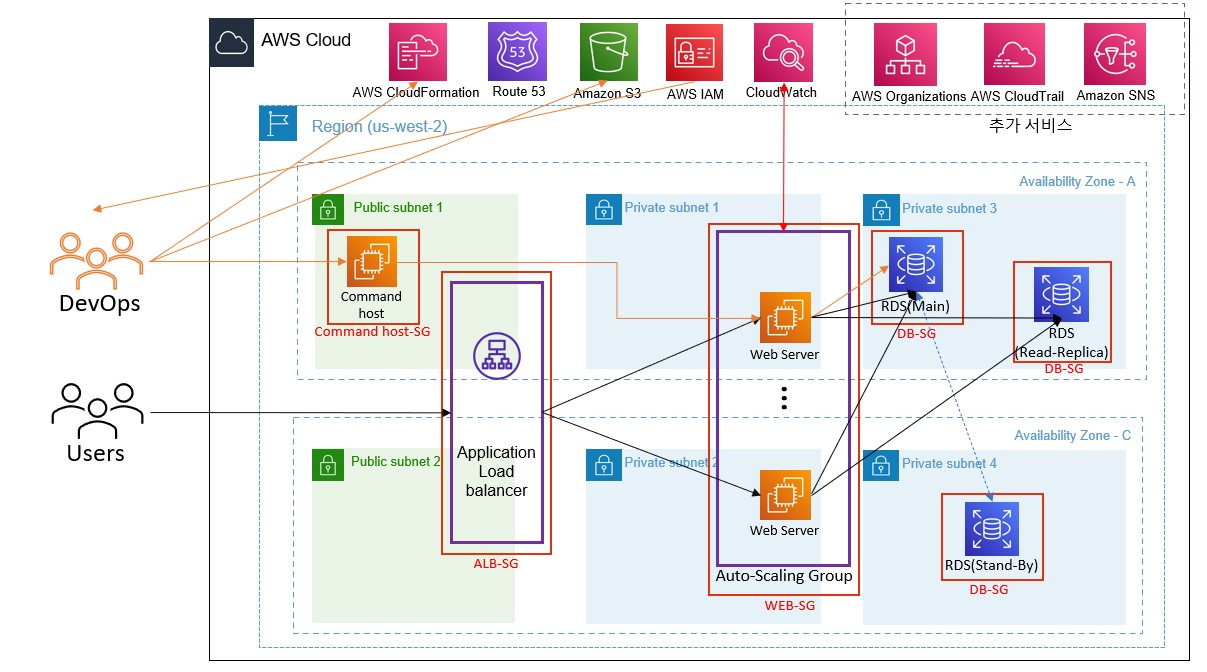 AWS Cloud
AWS CloudFormation
Route 53
53
Amazon S3
AWS IAM
CloudWatch
AWS Organizations
AWS CloudTrail
Amazon SNS
추가 서비스
Region (us-west-2)
Availability Zone - A
Public subnet 1
Private subnet 1
Private subnet 3
Command
host
Command host-SG
DevOps
Web Server
RDS(Main)
DB-SG
RDS
(Read-Replica)
DB-SG
Users
Availability Zone - C
Public subnet 2
Private subnet 2
Private subnet 4
Application
Load
balancer
ALB-SG
Web Server
Auto-Scaling Group
WEB-SG
RDS(Stand-By)
DB-SG